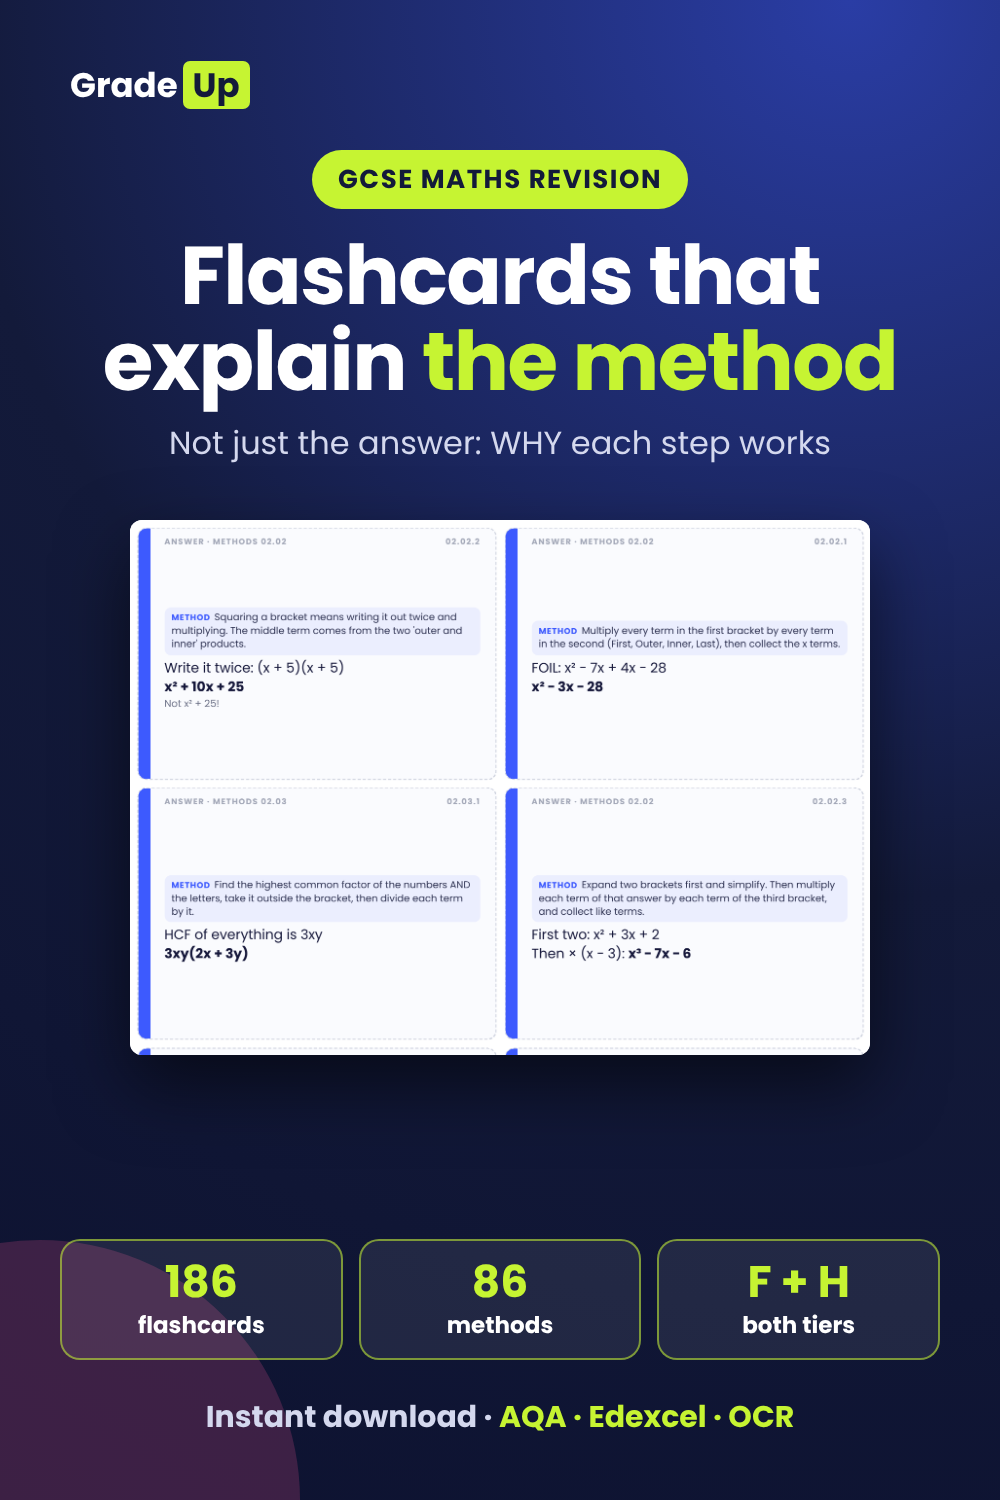 Grade Up
GCSE MATHS REVISION
Flashcards that
explain the method
Not just the answer: WHY each step works
ANSWER · METHODS 02.02 02.02.2
METHOD Squaring a bracket means writing it out twice and
multiplying. The middle term comes from the two 'outer and
inner' products.
Write it twice: (x + 5)(x + 5)
x² + 10x + 25
Not x² + 25!
ANSWER · METHODS 02.02 02.02.1
METHOD Multiply every term in the first bracket by every term
in the second (First, Outer, Inner, Last), then collect the x terms.
FOIL: x² − 7x + 4x − 28
x² − 3x − 28
ANSWER · METHODS 02.03 02.03.1
METHOD Find the highest common factor of the numbers AND
the letters, take it outside the bracket, then divide each term
by it.
HCF of everything is 3xy
3xy(2x + 3y)
ANSWER · METHODS 02.02 02.02.3
METHOD Expand two brackets first and simplify. Then multiply
each term of that answer by each term of the third bracket,
and collect like terms.
First two: x² + 3x + 2
Then × (x − 3): x³ − 7x − 6
186
flashcards
86
methods
F + H
both tiers
Instant download · AQA · Edexcel · OCR